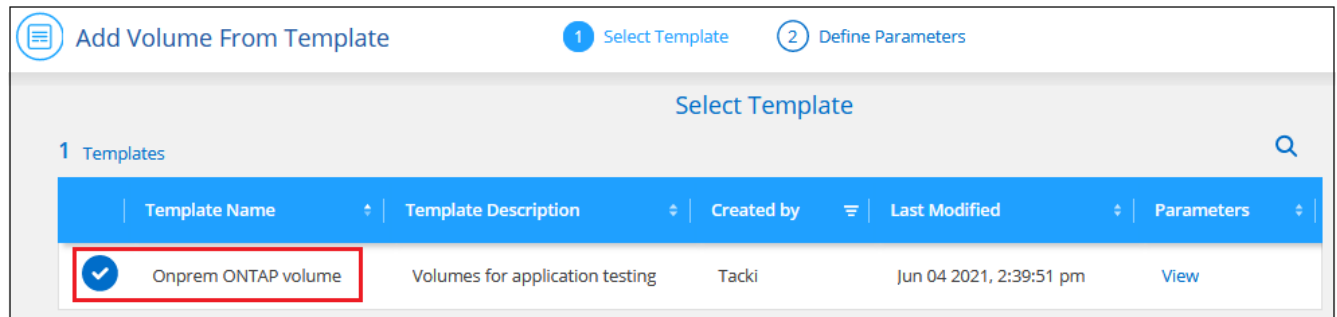 Add Volume From Template 1 Select Template 2 Define Parameters
Select Template
1 Templates
Template Name Template Description Created by Last Modified Parameters
Onprem ONTAP volume Volumes for application testing Tacki Jun 04 2021, 2:39:51 pm View